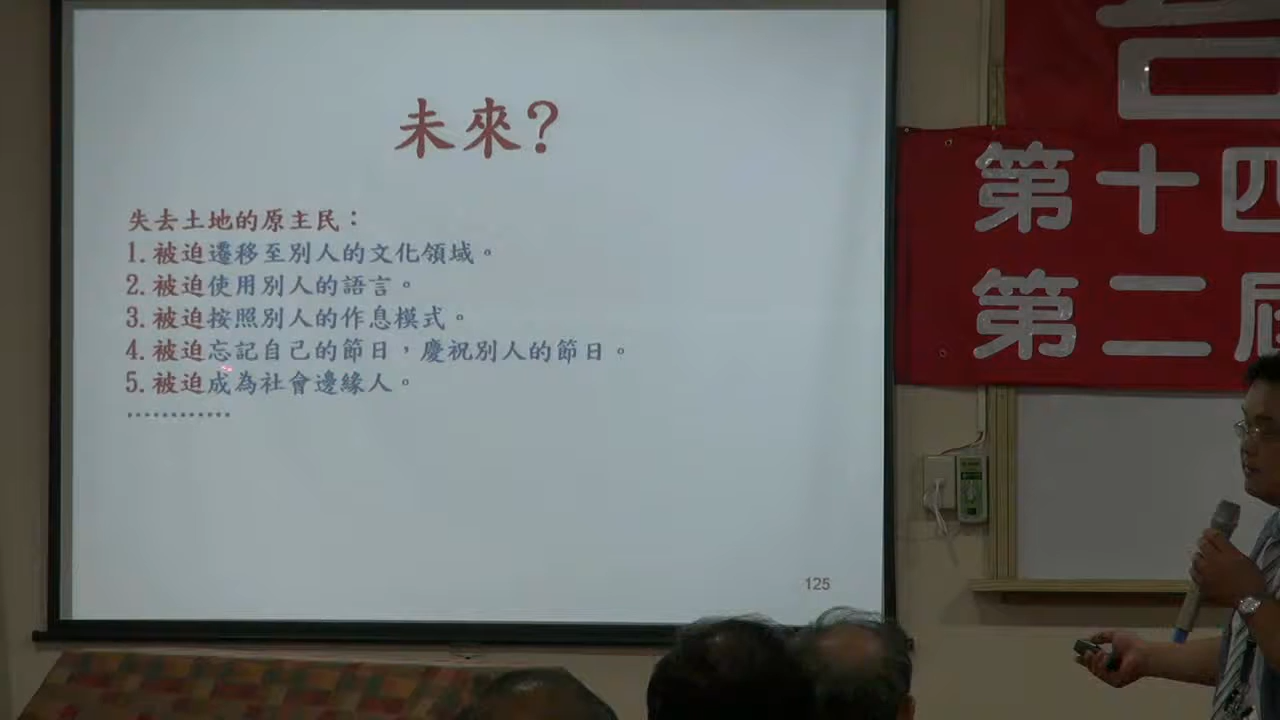 未來?
失去土地的原主民：
1. 被迫遷移至別人的文化領域。
2. 被迫使用別人的語言。
3. 被迫按照別人的作息模式。
4. 被迫忘記自己的節日，慶祝別人的節日。
5. 被迫成為社會邊緣人。
.............
125
第十四
第二屆